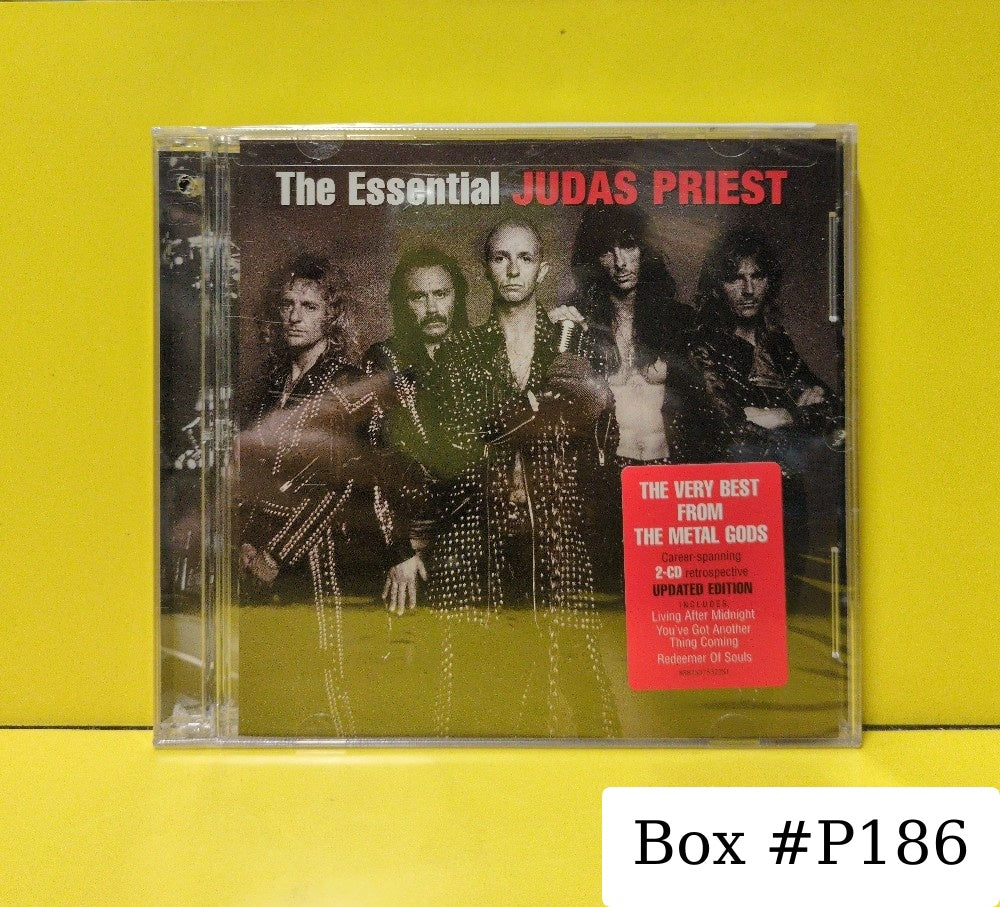 The Essential JUDAS PRIEST
THE VERY BEST
FROM
THE METAL GODS
Career-spanning
2-CD retrospective
UPDATED EDITION
INCLUDES:
Living After Midnight
You've Got Another
Thing Coming
Redeemer Of Souls
Box #P186